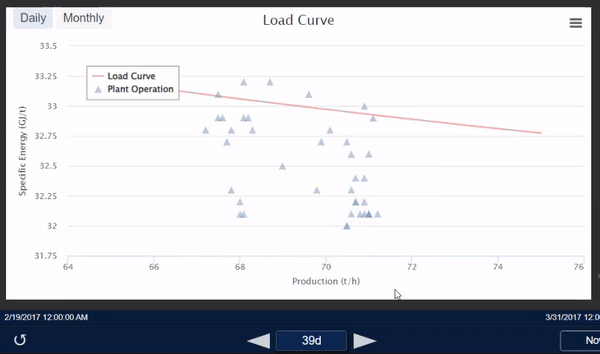 Daily Monthly
Load Curve
33.5
33.25
33
32.75
32.5
32.25
32
31.75
Specific Energy (GJ/t)
Load Curve
Plant Operation
64 66 68 70 72 74 76
Production (t/h)
2/19/2017 12:00:00 AM 3/31/2017 12:00
39d
No